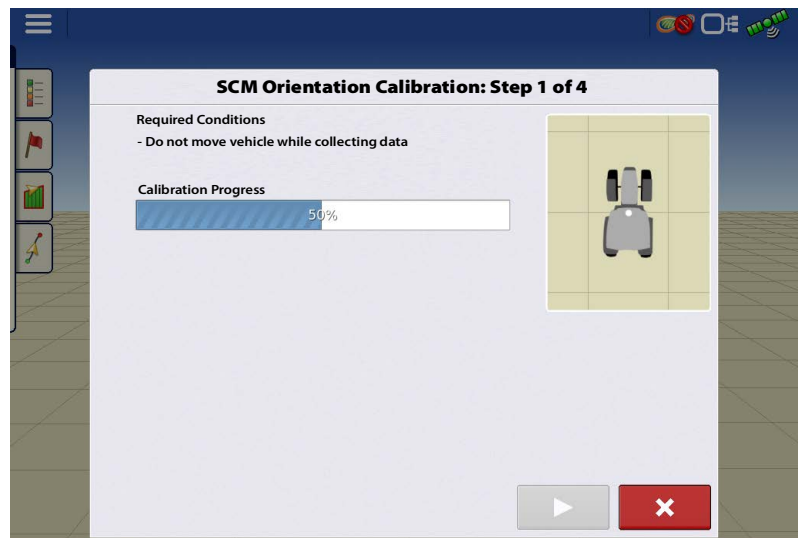 SCM Orientation Calibration: Step 1 of 4
Required Conditions
- Do not move vehicle while collecting data
Calibration Progress
50%